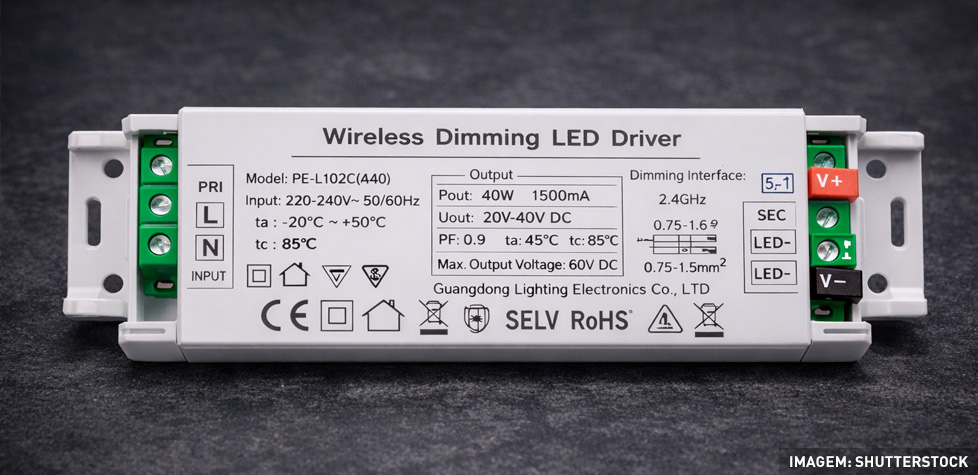 Wireless Dimming LED Driver
PRI
L
N
INPUT
Model: PE-L102C(440)
Input: 220-240V~ 50/60Hz
ta : -20°C ~ +50°C
tc : 85°C
Output
Pout: 40W 1500mA
Uout: 20V-40V DC
PF: 0.9 ta: 45°C tc: 85°C
Max. Output Voltage: 60V DC
Guangdong Lighting Electronics Co., LTD
Dimming Interface:
2.4GHz
0.75-1.6
0.75-1.5mm²
5,-1
SEC
LED-
LED-
V+
V-
CE
SELV RoHS
IMAGEM: SHUTTERSTOCK